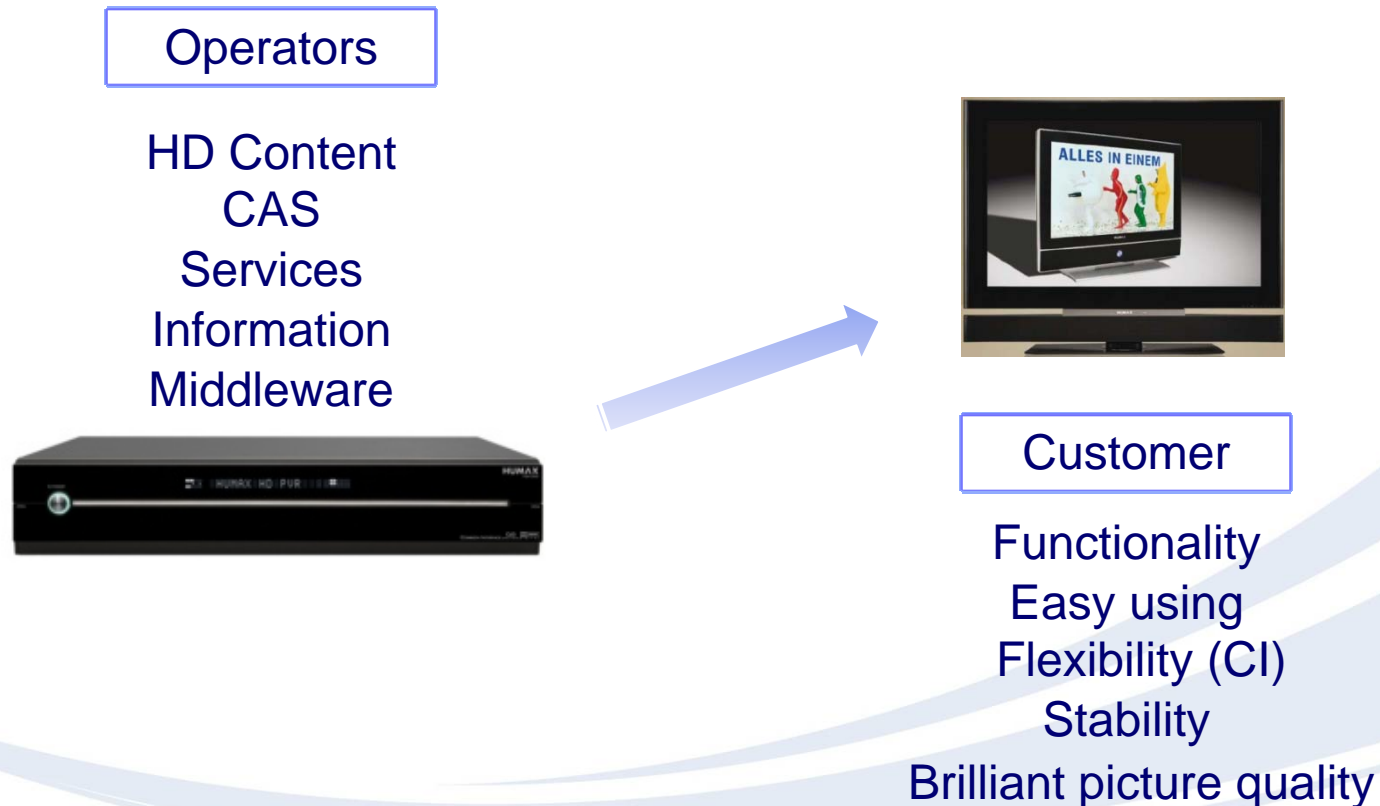 Operators
HD Content
CAS
Services
Information
Middleware
HUMAX
HUMAX HD PVR
ALLES IN EINEM
HUMAX
Customer
Functionality
Easy using
Flexibility (CI)
Stability
Brilliant picture quality